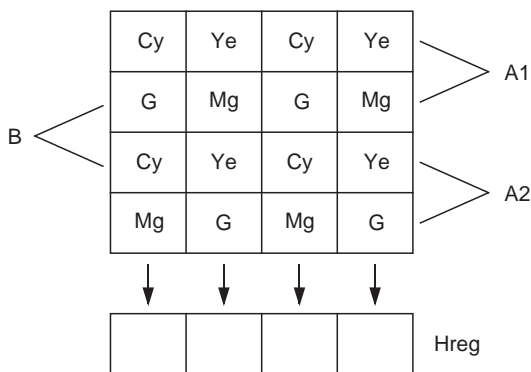 Cy Ye Cy Ye
A1
G Mg G Mg
B
Cy Ye Cy Ye
A2
Mg G Mg G
Hreg